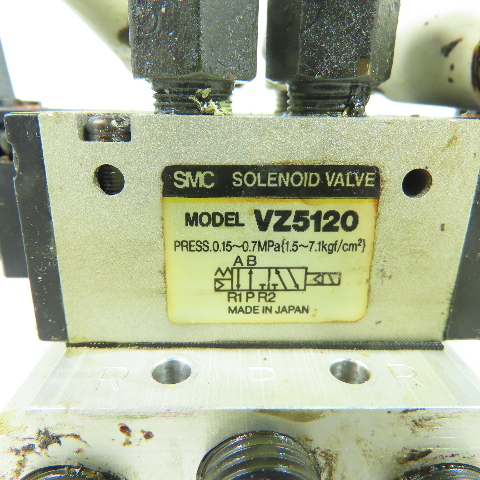 SMC SOLENOID VALVE
MODEL VZ5120
PRESS.0.15~0.7MPa{1.5~7.1kgf/cm²}
A B
R1 P R2
MADE IN JAPAN
R P R